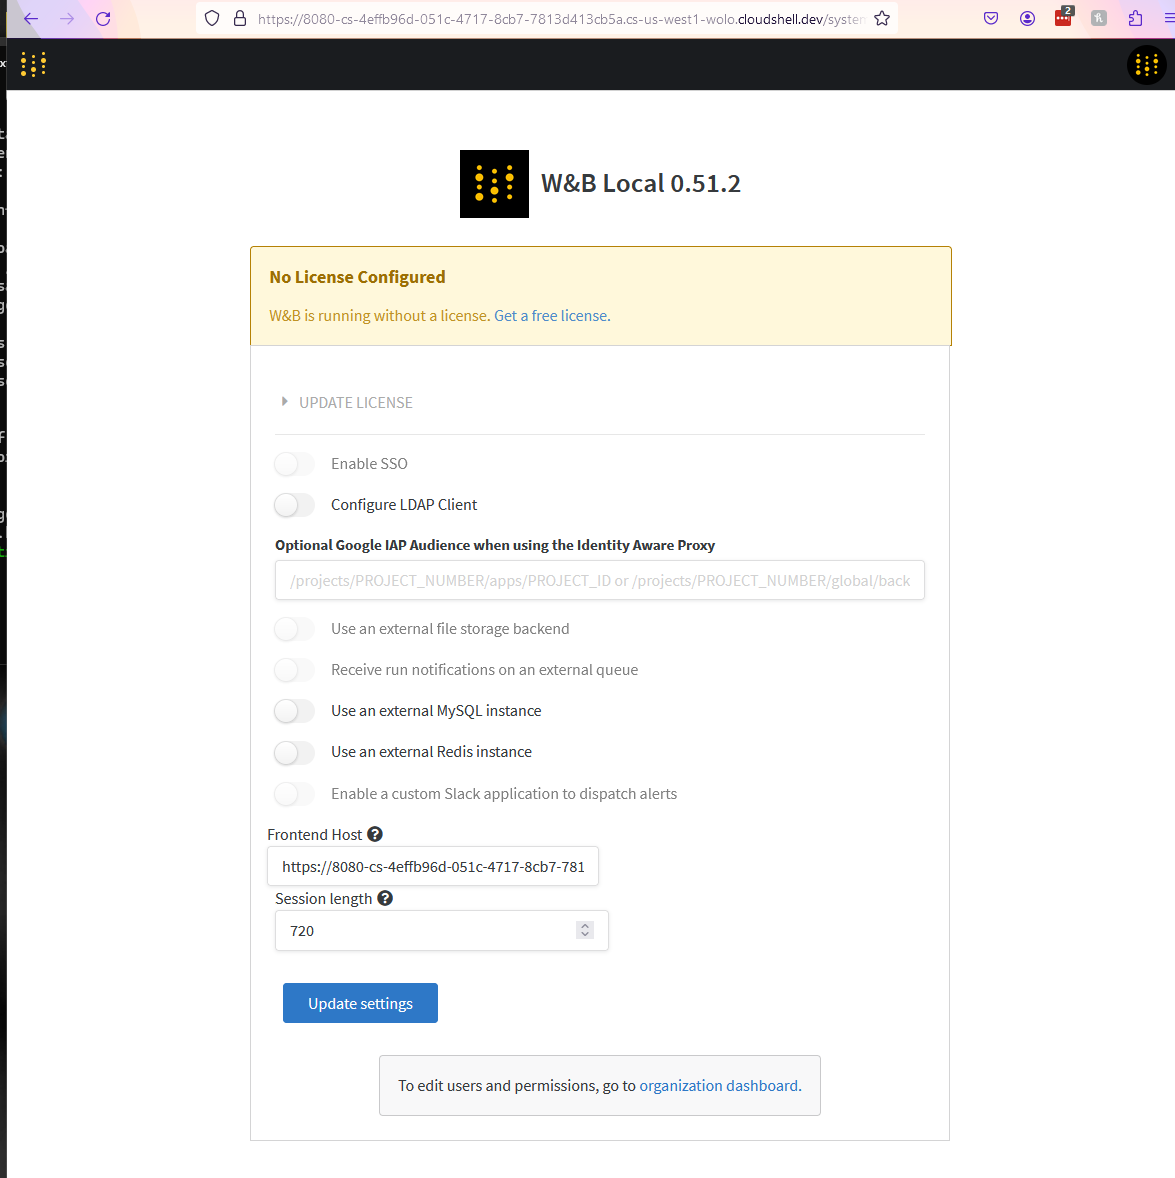 https://8080-cs-4effb96d-051c-4717-8cb7-7813d413cb5a.cs-us-west1-wolo.cloudshell.dev/system
2
W&B Local 0.51.2
No License Configured
W&B is running without a license. Get a free license.
UPDATE LICENSE
Enable SSO
Configure LDAP Client
Optional Google IAP Audience when using the Identity Aware Proxy
/projects/PROJECT_NUMBER/apps/PROJECT_ID or /projects/PROJECT_NUMBER/global/back
Use an external file storage backend
Receive run notifications on an external queue
Use an external MySQL instance
Use an external Redis instance
Enable a custom Slack application to dispatch alerts
Frontend Host ?
https://8080-cs-4effb96d-051c-4717-8cb7-781
Session length ?
720
Update settings
To edit users and permissions, go to organization dashboard.